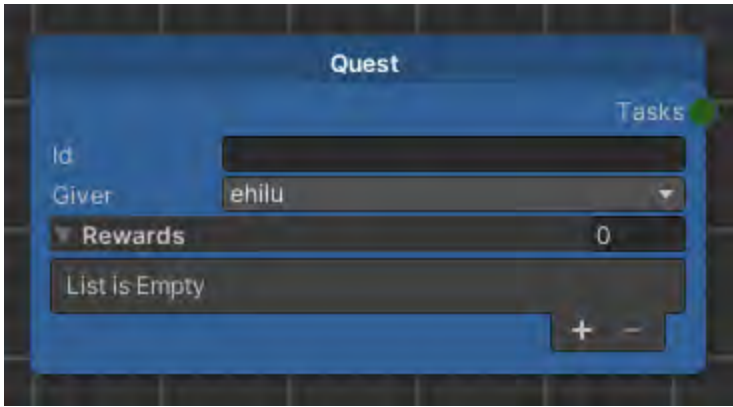 Quest
Tasks
Id
Giver ehilu
Rewards 0
List is Empty
+ −